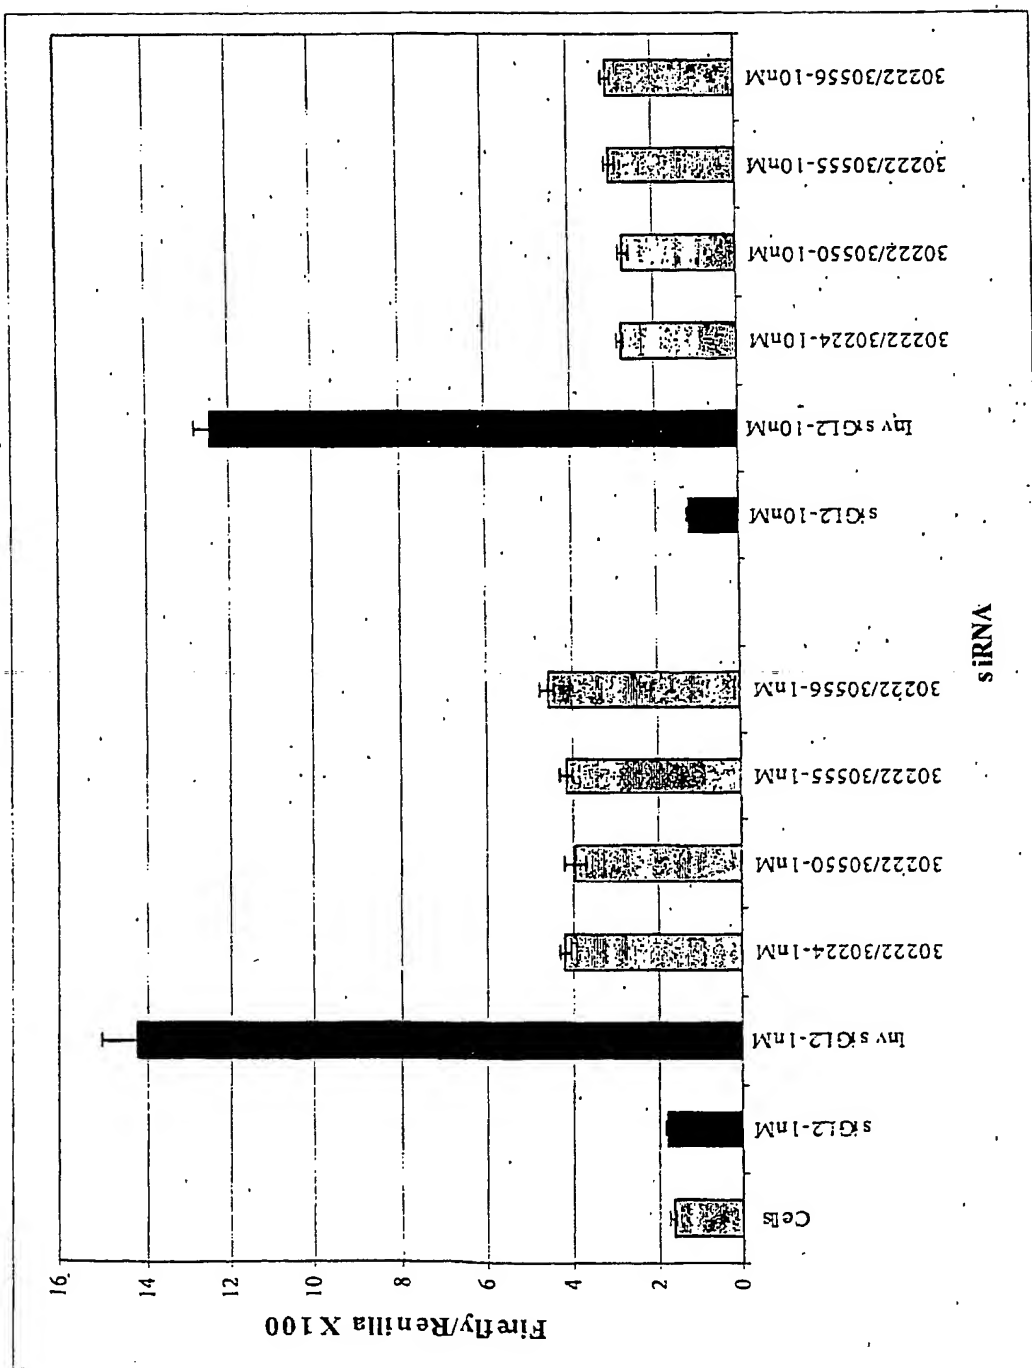 Firefly/Renilla X 100
16
14
12
10
8
6
4
2
0
Cells
siGL2-1nM
Inv siGL2-1nM
30222/30224-1nM
30222/30550-1nM
30222/30555-1nM
30222/30556-1nM
siGL2-10nM
Inv siGL2-10nM
30222/30224-10nM
30222/30550-10nM
30222/30555-10nM
30222/30556-10nM
siRNA